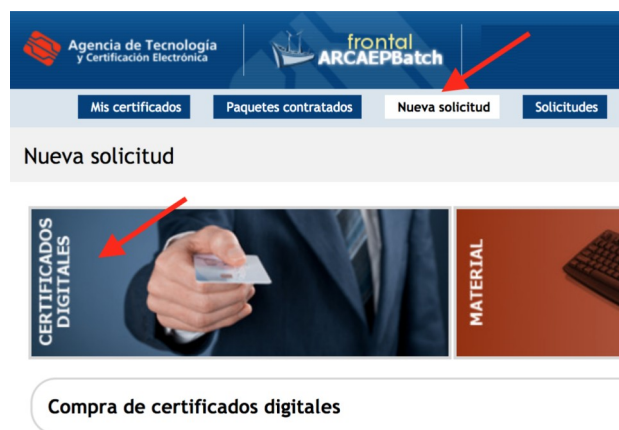 Agencia de Tecnología
y Certificación Electrónica
frontal
ARCAEPBatch
Mis certificados
Paquetes contratados
Nueva solicitud
Solicitudes
Nueva solicitud
CERTIFICADOS
DIGITALES
MATERIAL
Compra de certificados digitales